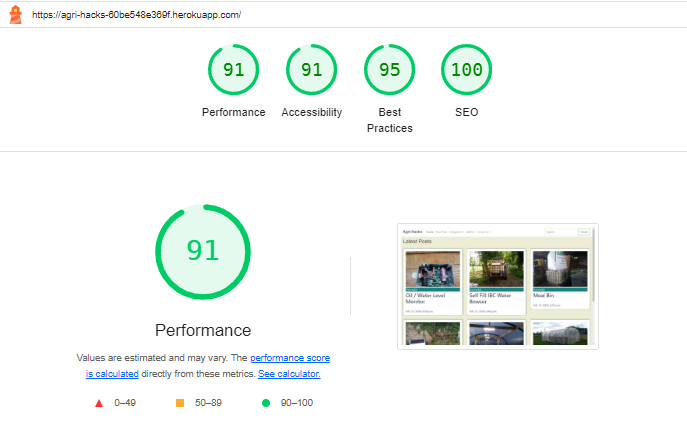 https://agri-hacks-60be548e369f.herokuapp.com/
91 91 95 100
Performance Accessibility Best Practices SEO
91
Performance
Values are estimated and may vary. The performance score
is calculated directly from these metrics. See calculator.
0–49 50–89 90–100
Agri Hacks
Latest Posts
Oil / Water Level
Monitor
Self Fill IBC Water
Bowser
Meal Bin